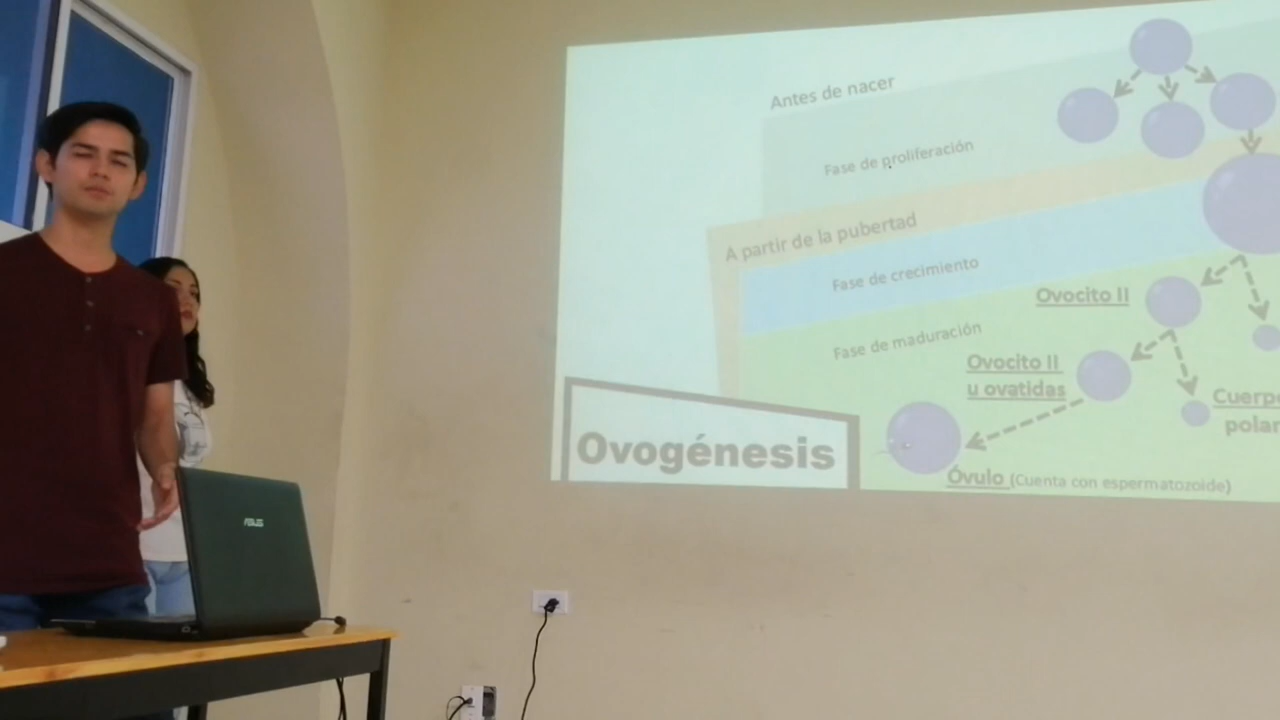 Antes de nacer
Fase de proliferación
A partir de la pubertad
Fase de crecimiento
Ovocito II
Fase de maduración
Ovocito II
u ovatidas
Cuerpo
polar
Ovogénesis
Óvulo (Cuenta con espermatozoide)
ASUS